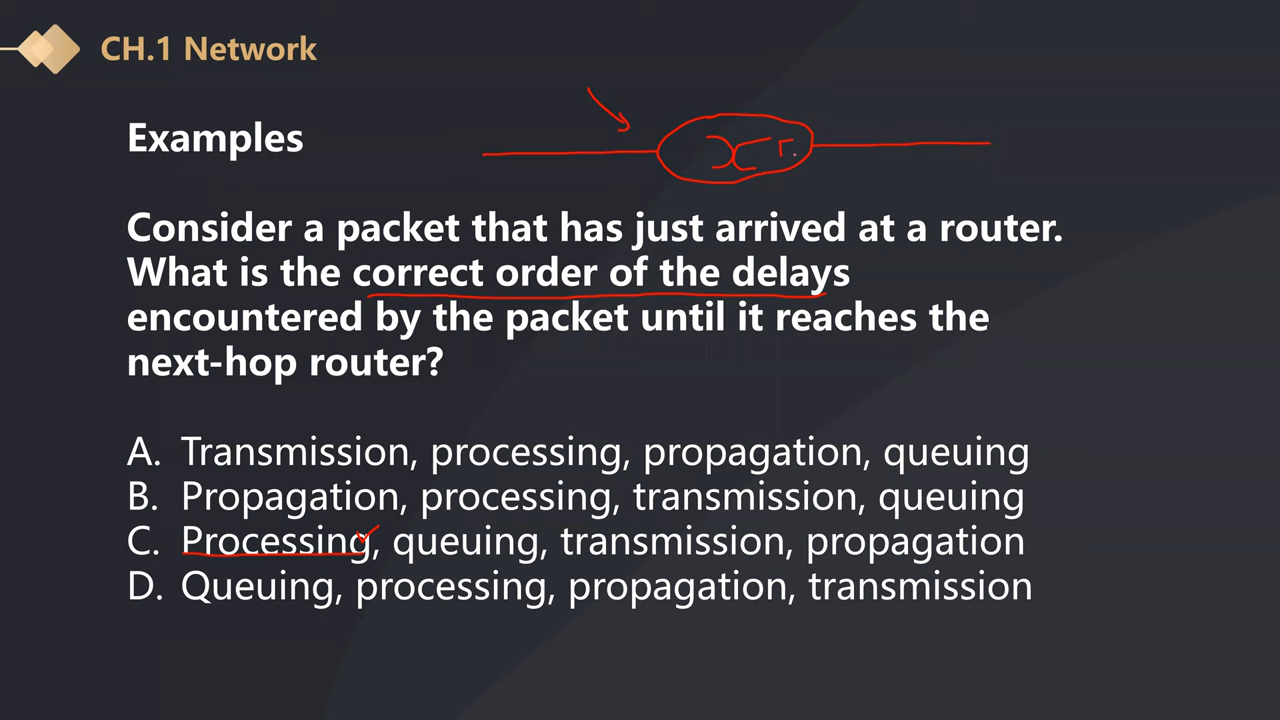 CH.1 Network
Examples
Consider a packet that has just arrived at a router.
What is the correct order of the delays
encountered by the packet until it reaches the
next-hop router?
A. Transmission, processing, propagation, queuing
B. Propagation, processing, transmission, queuing
C. Processing, queuing, transmission, propagation
D. Queuing, processing, propagation, transmission